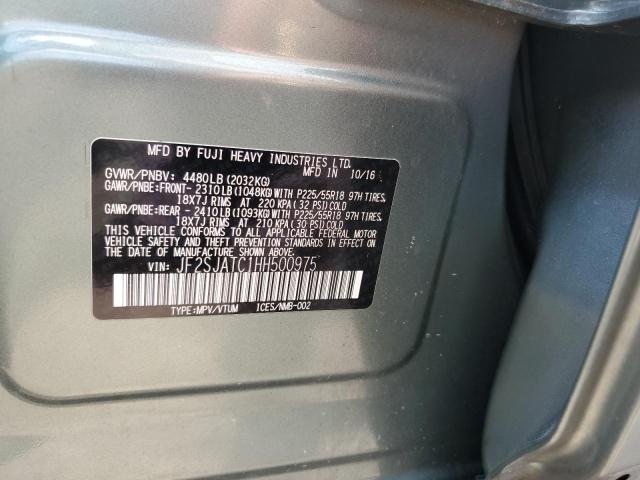 MFD BY FUJI HEAVY INDUSTRIES LTD.
GVWR/PNBV: 4480LB(2032KG) MFD IN 10/16
GAWR/PNBE:FRONT-2310LB(1048KG)WITH P225/55R18 97H TIRES,
18X7J RIMS AT 220 KPA(32 PSI)COLD
GAWR/PNBE:REAR -2410LB(1093KG)WITH P225/55R18 97H TIRES,
18X7J RIMS AT 210 KPA(30 PSI)COLD
THIS VEHICLE CONFORMS TO ALL APPLICABLE FEDERAL MOTOR
VEHICLE SAFETY AND THEFT PREVENTION STANDARDS IN EFFECT ON
THE DATE OF MANUFACTURE SHOWN ABOVE.
VIN: JF2SJATC1HH500975
TYPE:MPV/VTUM ICES/NMB-002